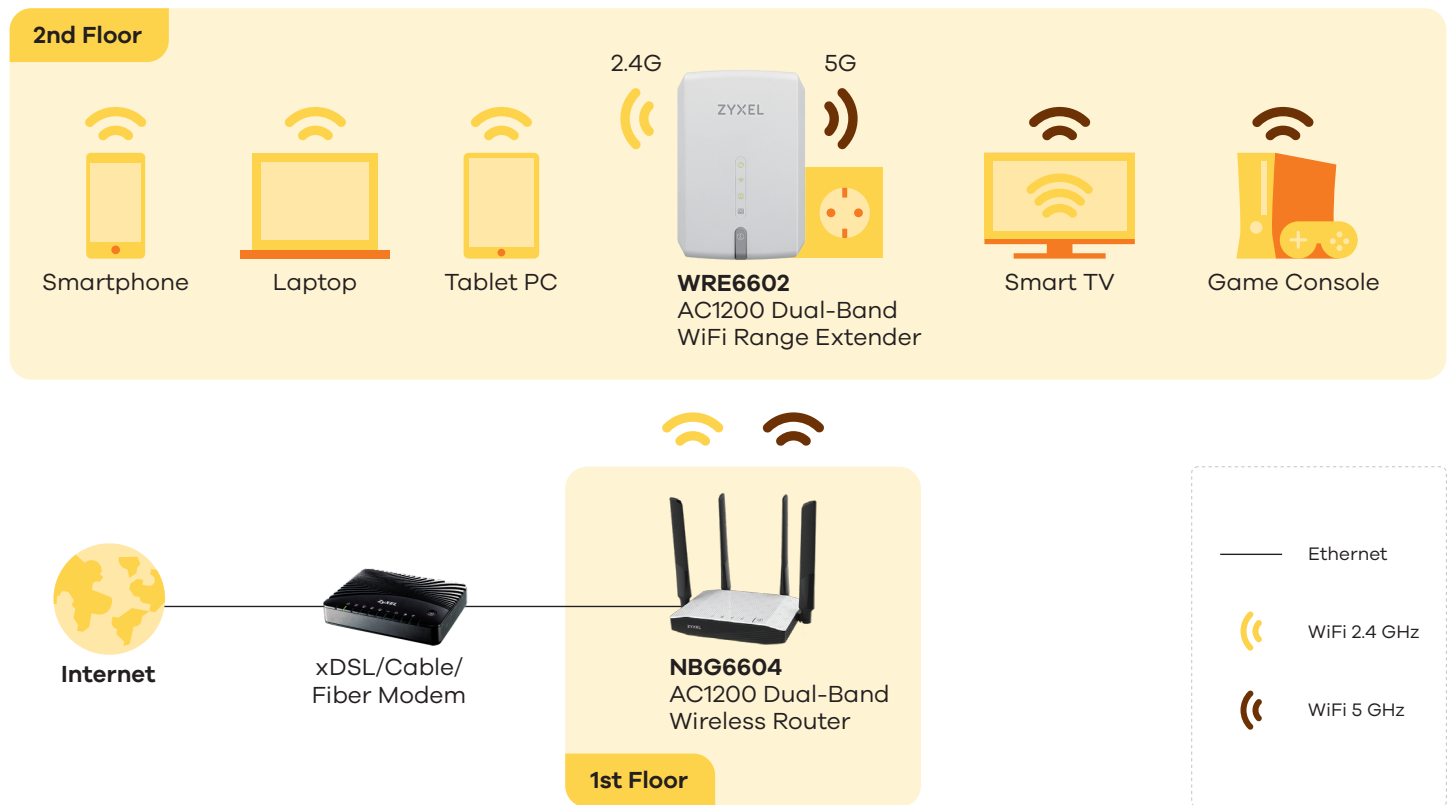 2nd Floor
2.4G
5G
ZYXEL
Smartphone
Laptop
Tablet PC
WRE6602
AC1200 Dual-Band
WiFi Range Extender
Smart TV
Game Console
Internet
ZyXEL
xDSL/Cable/
Fiber Modem
ZYXEL
NBG6604
AC1200 Dual-Band
Wireless Router
1st Floor
Ethernet
WiFi 2.4 GHz
WiFi 5 GHz